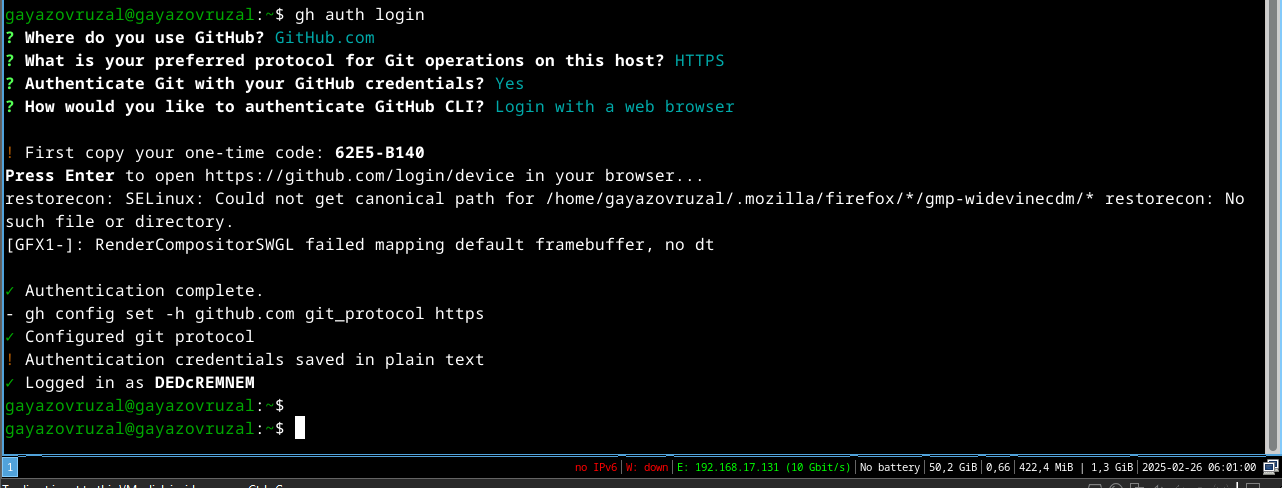 gayazovruzal@gayazovruzal:~$ gh auth login
? Where do you use GitHub? GitHub.com
? What is your preferred protocol for Git operations on this host? HTTPS
? Authenticate Git with your GitHub credentials? Yes
? How would you like to authenticate GitHub CLI? Login with a web browser
! First copy your one-time code: 62E5-B140
Press Enter to open https://github.com/login/device in your browser...
restorecon: SELinux: Could not get canonical path for /home/gayazovruzal/.mozilla/firefox/*/gmp-widevinecdm/* restorecon: No
such file or directory.
[GFX1-]: RenderCompositorSWGL failed mapping default framebuffer, no dt
✓ Authentication complete.
- gh config set -h github.com git_protocol https
✓ Configured git protocol
! Authentication credentials saved in plain text
✓ Logged in as DEDcREMNEM
gayazovruzal@gayazovruzal:~$
gayazovruzal@gayazovruzal:~$
1 no IPv6|W: down|E: 192.168.17.131 (10 Gbit/s)|No battery|50,2 GiB|0,66|422,4 MiB | 1,3 GiB|2025-02-26 06:01:00